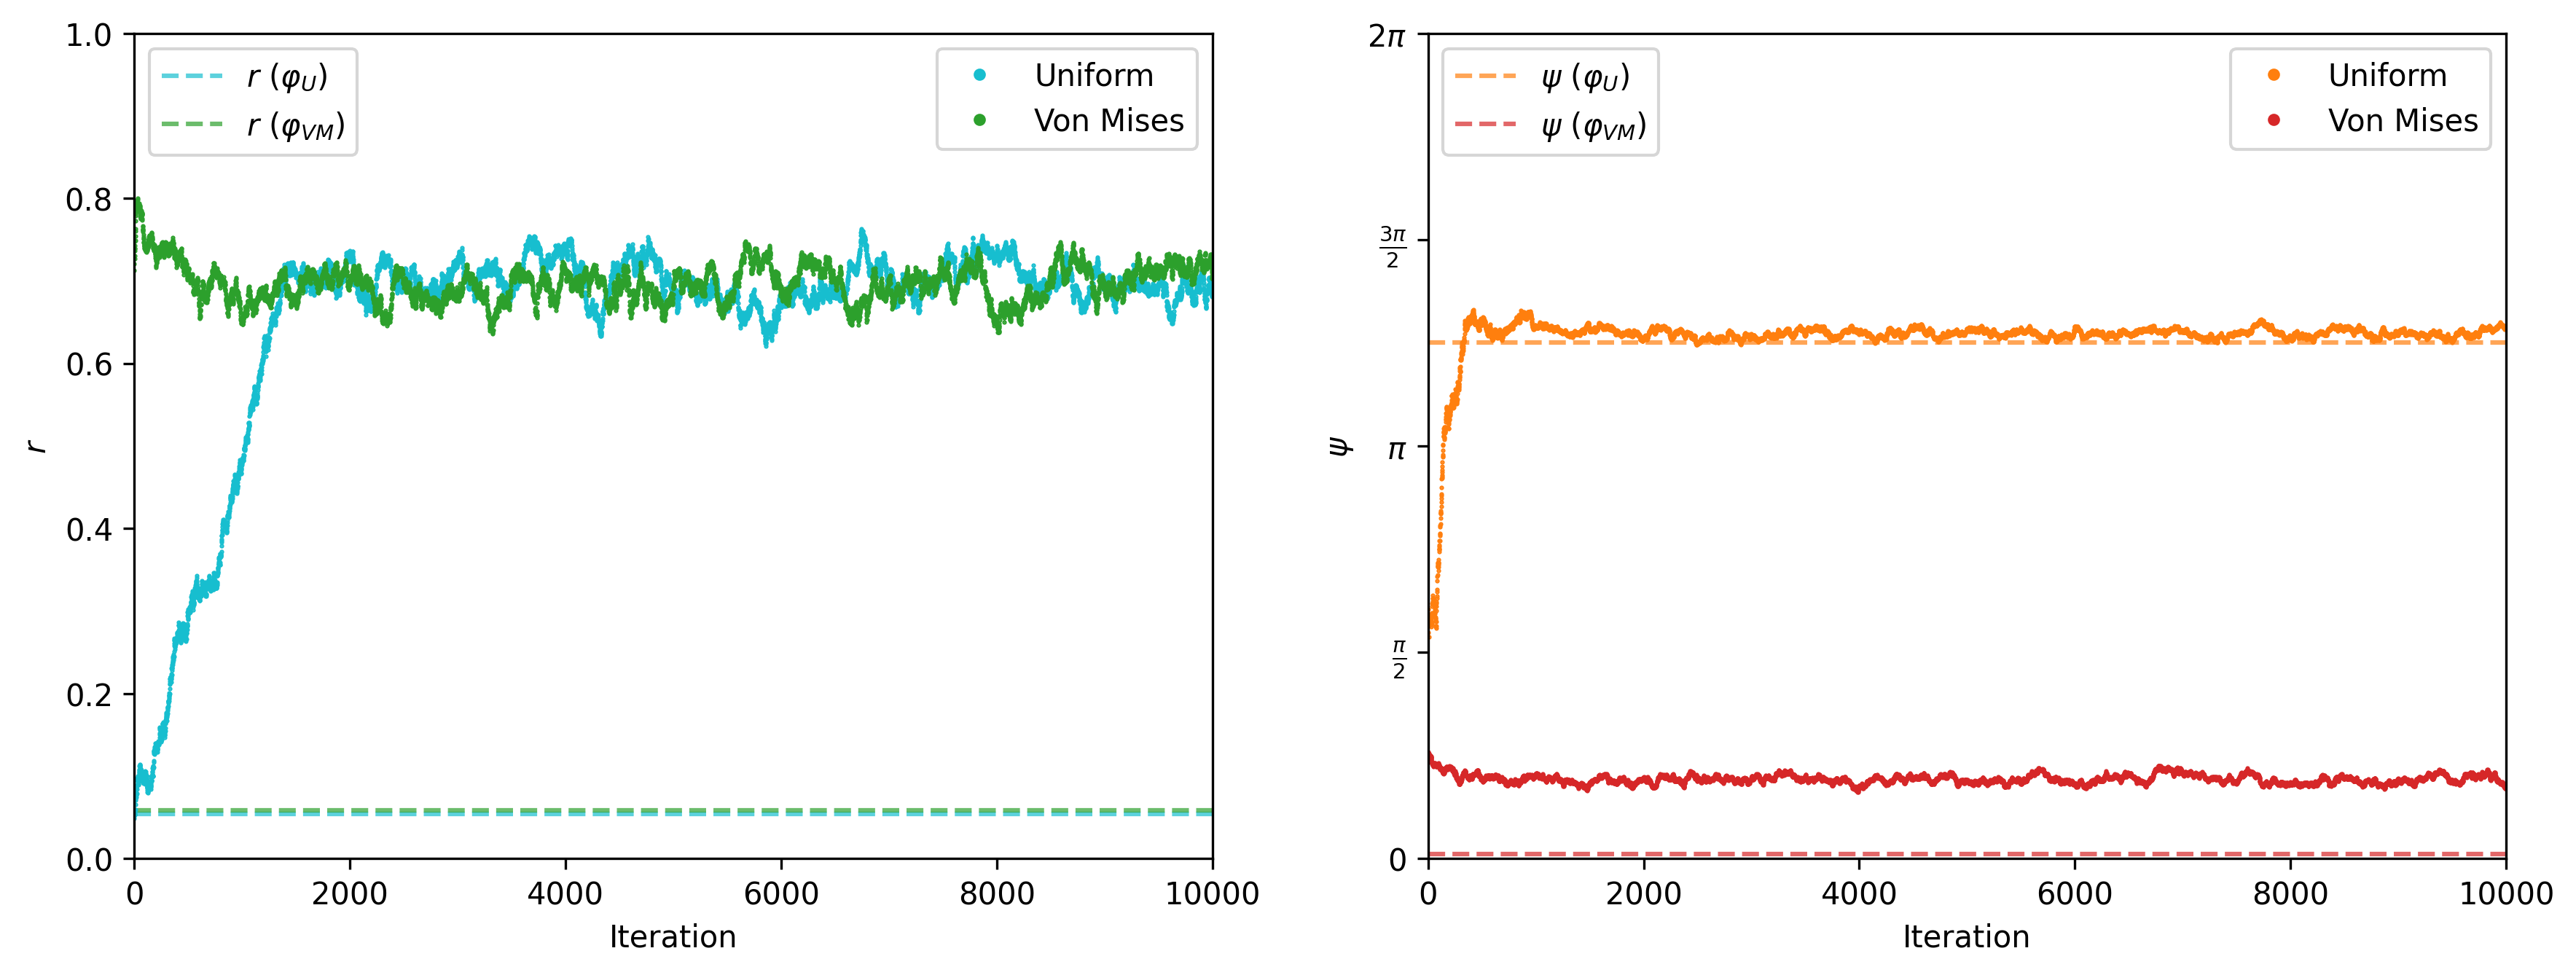 1.0
0.8
0.6
0.4
0.2
0.0
r
r (φ_U)
r (φ_VM)
Uniform
Von Mises
0 2000 4000 6000 8000 10000
Iteration
2π
3π/2
π
π/2
0
ψ
ψ (φ_U)
ψ (φ_VM)
Uniform
Von Mises
0 2000 4000 6000 8000 10000
Iteration